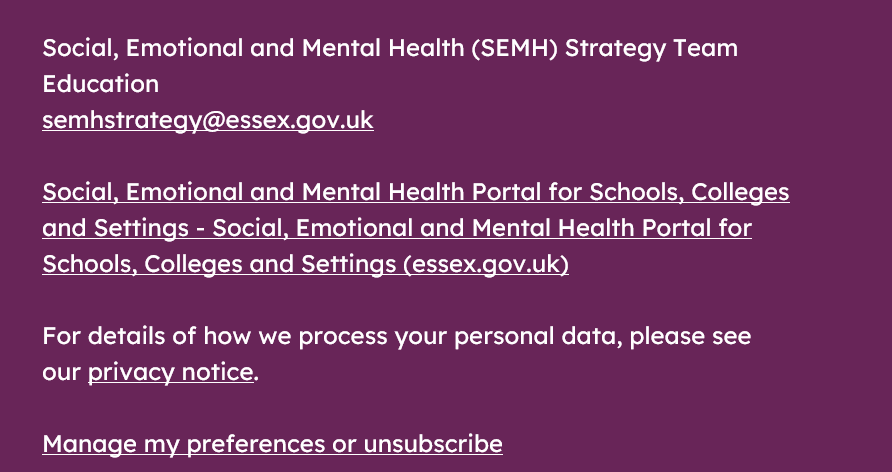 Social, Emotional and Mental Health (SEMH) Strategy Team
Education
semhstrategy@essex.gov.uk
Social, Emotional and Mental Health Portal for Schools, Colleges
and Settings - Social, Emotional and Mental Health Portal for
Schools, Colleges and Settings (essex.gov.uk)
For details of how we process your personal data, please see
our privacy notice.
Manage my preferences or unsubscribe